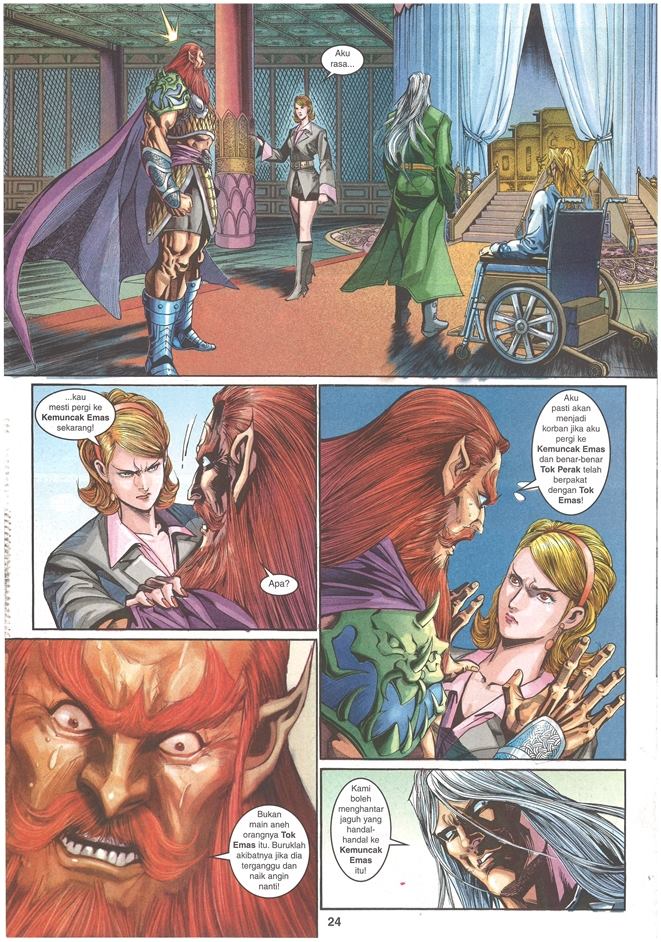 Aku
rasa...
...kau
mesti pergi ke
Kemuncak Emas
sekarang!
Apa?
Aku
pasti akan
menjadi
korban jika aku
pergi ke
Kemuncak Emas
dan benar-benar
Tok Perak telah
berpakat
dengan Tok
Emas!
Bukan
main aneh
orangnya Tok
Emas itu. Buruklah
akibatnya jika dia
terganggu dan
naik angin
nanti!
Kami
boleh
menghantar
jaguh yang
handal-
handal ke
Kemuncak
Emas
itu!
24